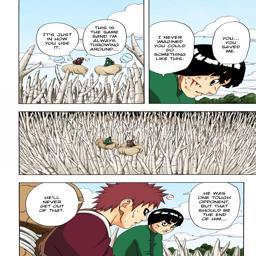 YOU...
YOU
SAVED
ME.
I NEVER
IMAGINED
YOU COULD
DO
SOMETHING
LIKE THIS.
THIS IS
THE SAME
SAND I'M
ALWAYS
THROWING
AROUND...
IT'S JUST
IN HOW
YOU USE
IT.
HE WAS
ONE TOUGH
OPPONENT,
BUT THAT
SHOULD BE
THE END
OF HIM...
HE'LL
NEVER
GET OUT
OF THAT.